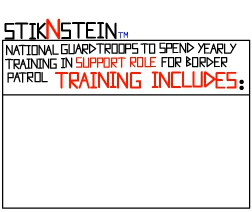 STIKNSTEIN™
NATIONAL GUARD TROOPS TO SPEND YEARLY
TRAINING IN SUPPORT ROLE FOR BORDER
PATROL TRAINING INCLUDES: